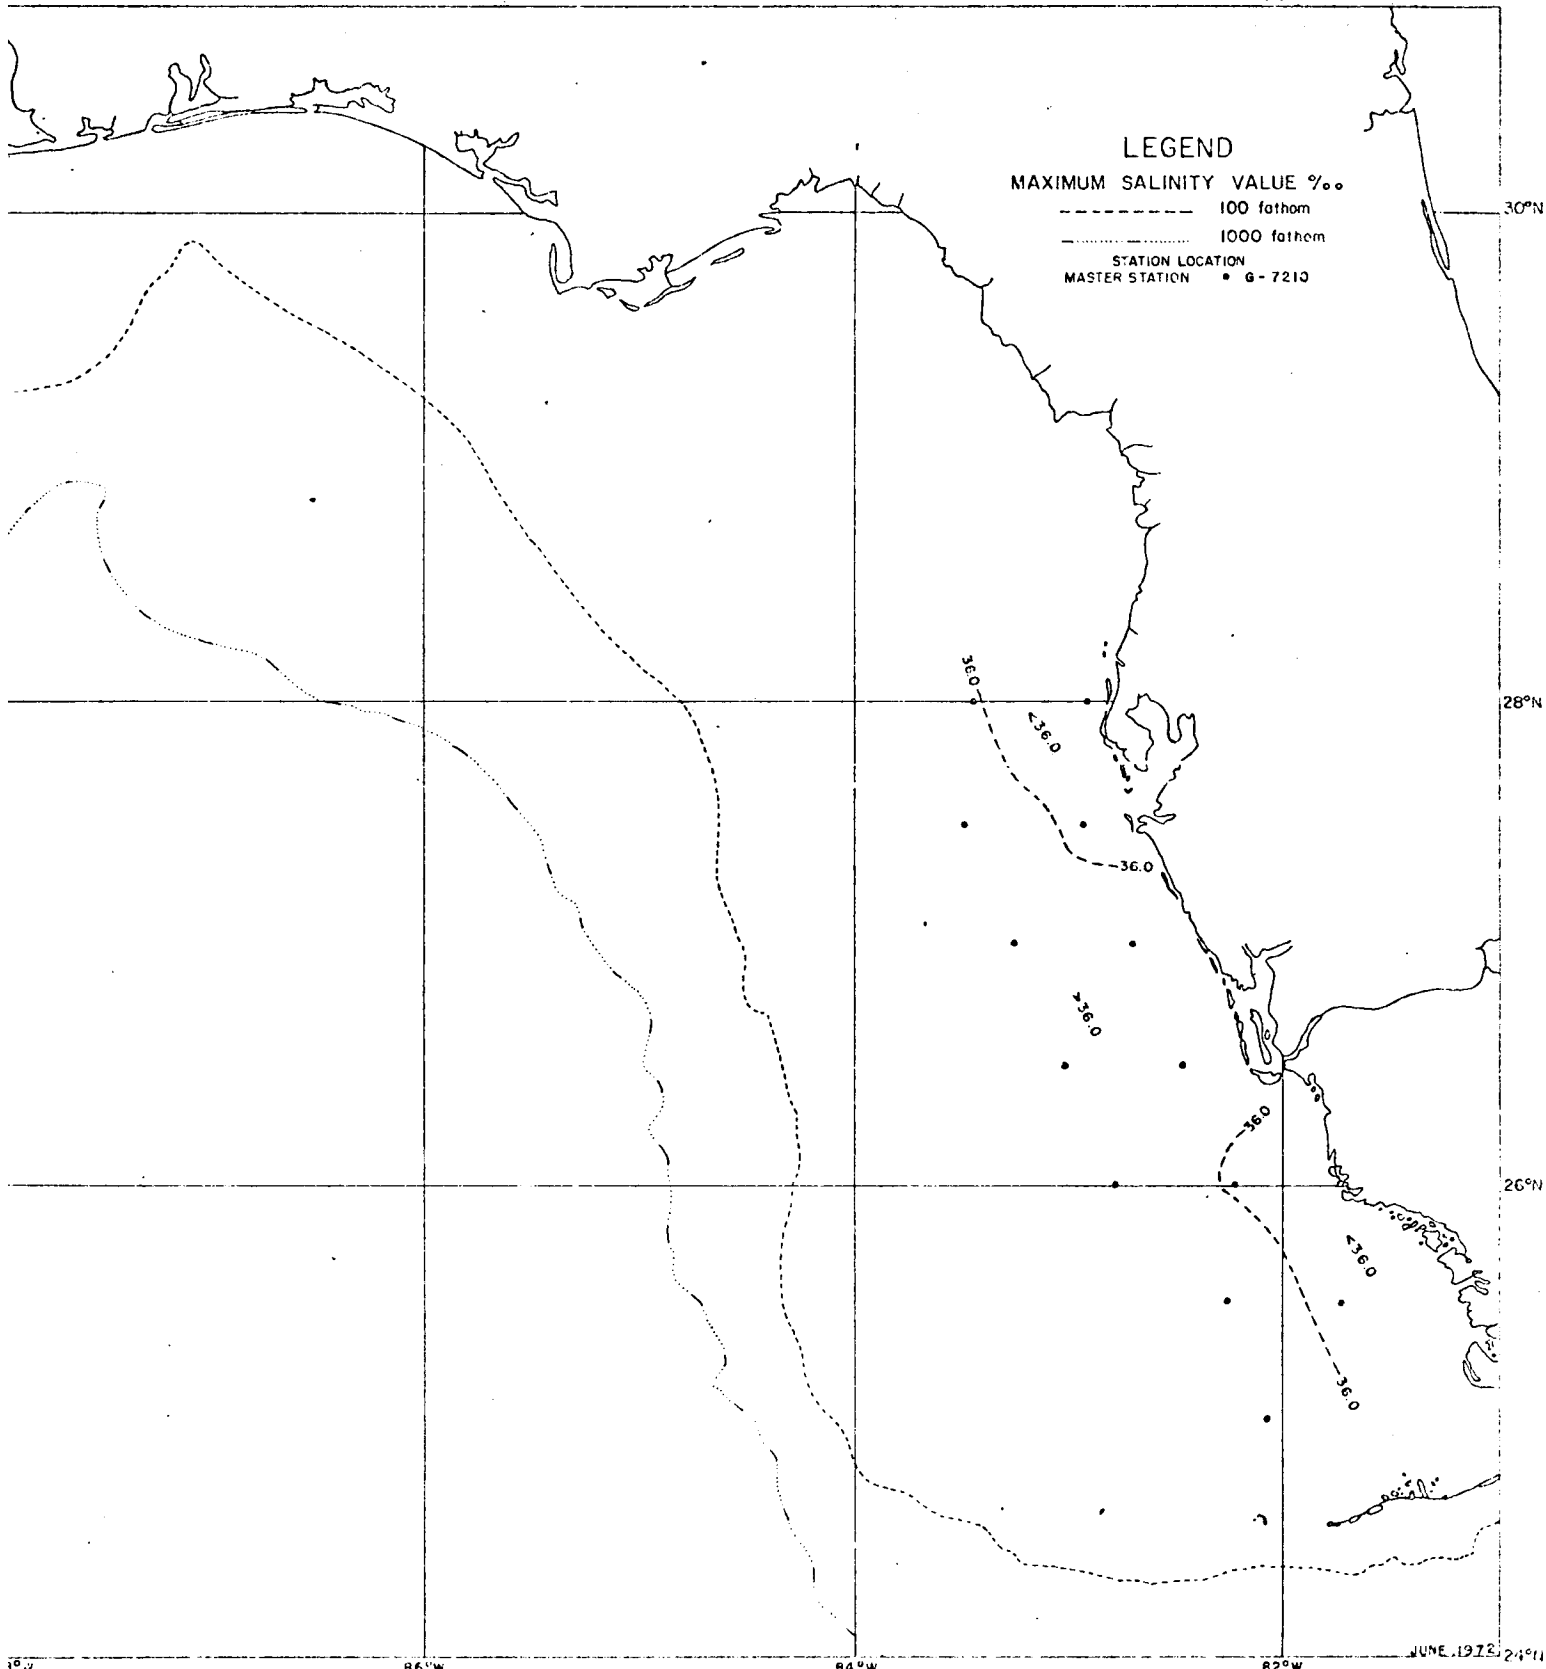 LEGEND
MAXIMUM SALINITY VALUE ‰
100 fathom
1000 fathom
STATION LOCATION
MASTER STATION • G-7210
30°N
36.0
28°N
<36.0
36.0
>36.0
36.0
26°N
<36.0
36.0
JUNE, 1972
24°N
86°W
84°W
82°W